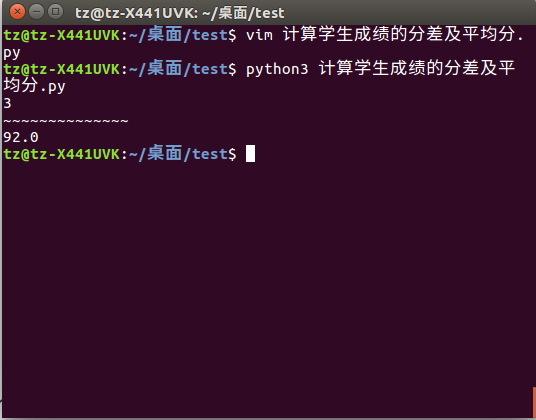 tz@tz-X441UVK: ~/桌面/test
tz@tz-X441UVK:~/桌面/test$ vim 计算学生成绩的分差及平均分.
py
tz@tz-X441UVK:~/桌面/test$ python3 计算学生成绩的分差及平
均分.py
3
~~~~~~~~~~~~~~
92.0
tz@tz-X441UVK:~/桌面/test$